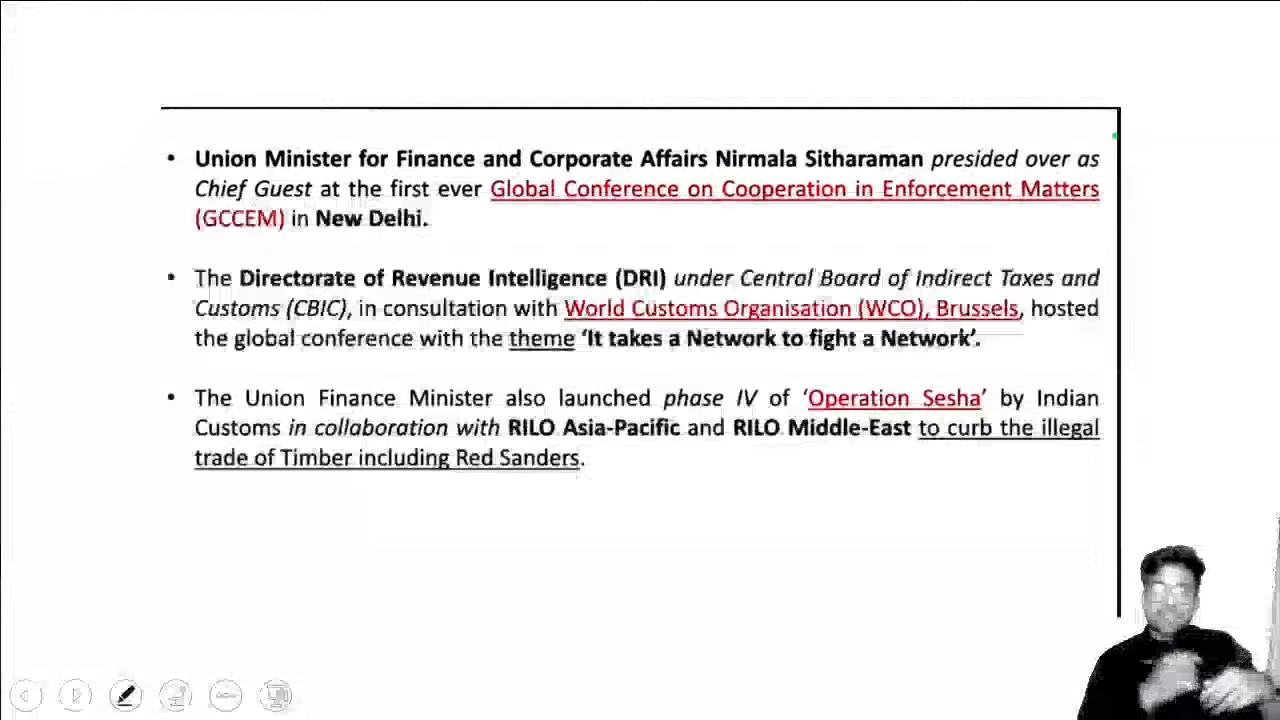 • Union Minister for Finance and Corporate Affairs Nirmala Sitharaman presided over as
Chief Guest at the first ever Global Conference on Cooperation in Enforcement Matters
(GCCEM) in New Delhi.
• The Directorate of Revenue Intelligence (DRI) under Central Board of Indirect Taxes and
Customs (CBIC), in consultation with World Customs Organisation (WCO), Brussels, hosted
the global conference with the theme ‘It takes a Network to fight a Network’.
• The Union Finance Minister also launched phase IV of ‘Operation Sesha’ by Indian
Customs in collaboration with RILO Asia-Pacific and RILO Middle-East to curb the illegal
trade of Timber including Red Sanders.